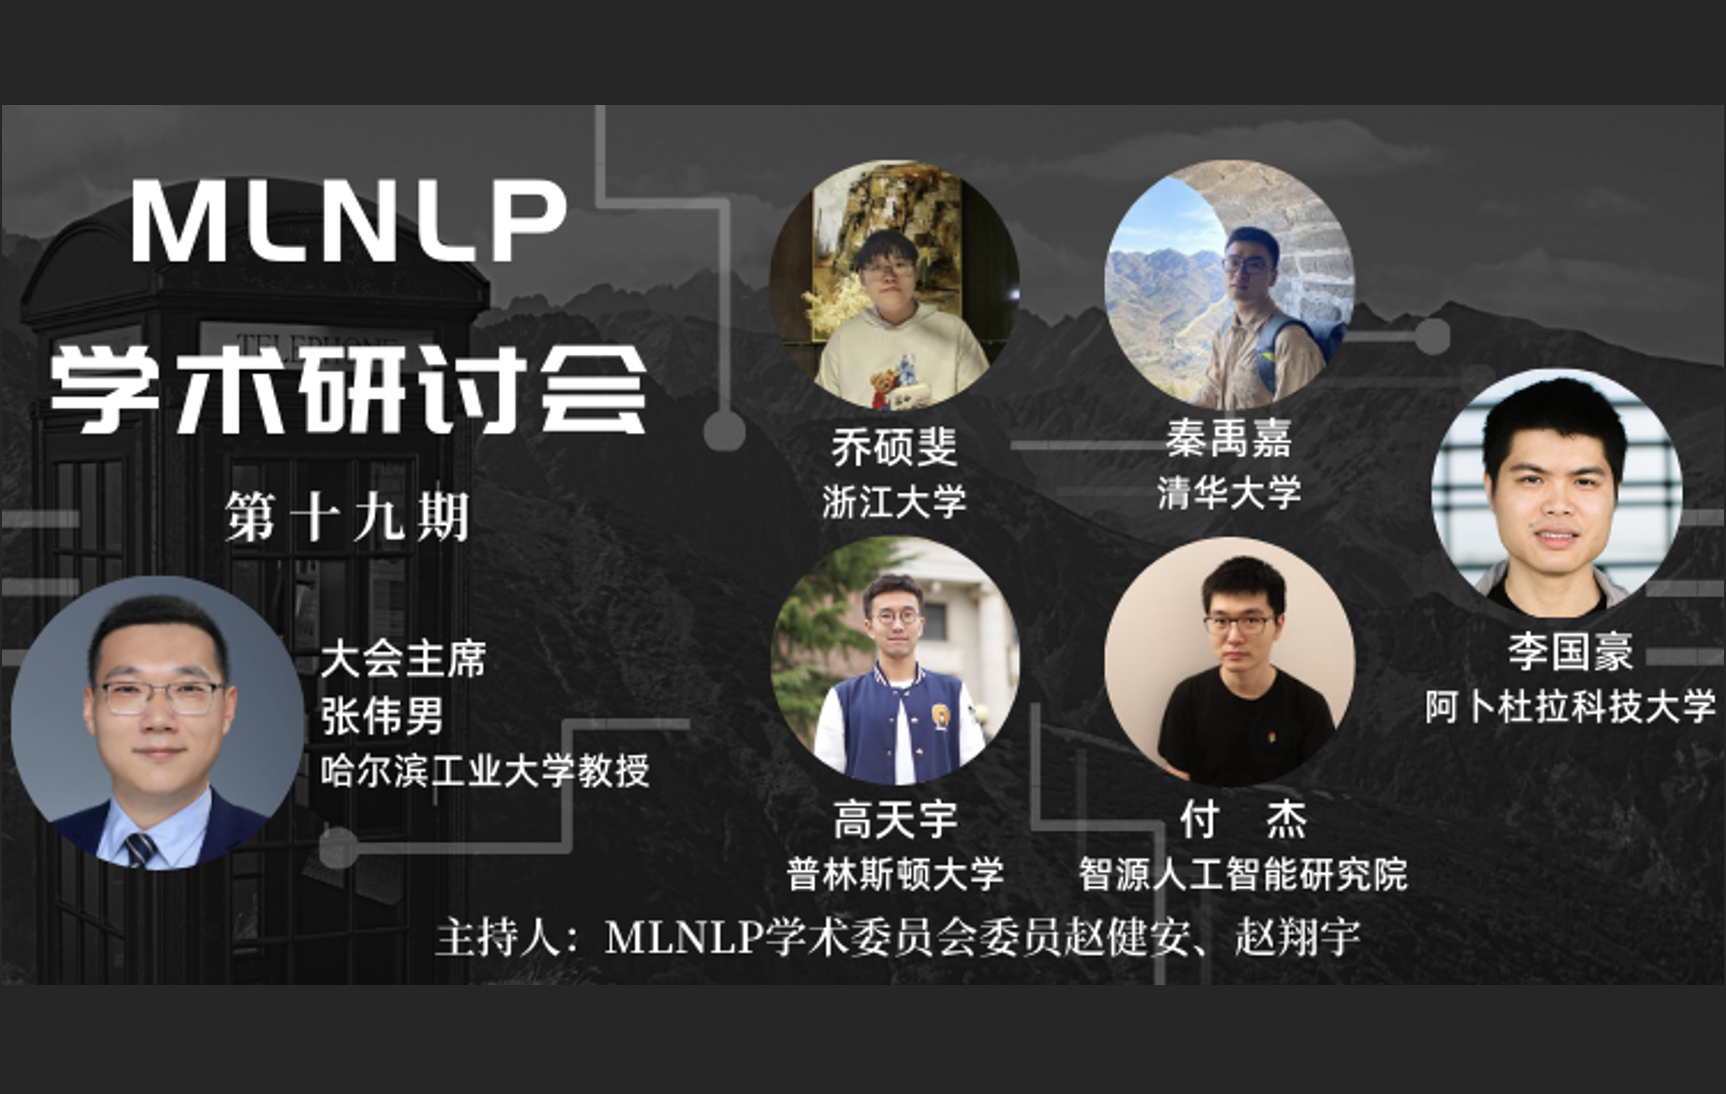 MLNLP
学术研讨会
第十九期
TELEPHONE
大会主席
张伟男
哈尔滨工业大学教授
乔硕斐
浙江大学
秦禹嘉
清华大学
李国豪
阿卜杜拉科技大学
高天宇
普林斯顿大学
付 杰
智源人工智能研究院
主持人：MLNLP学术委员会委员赵健安、赵翔宇